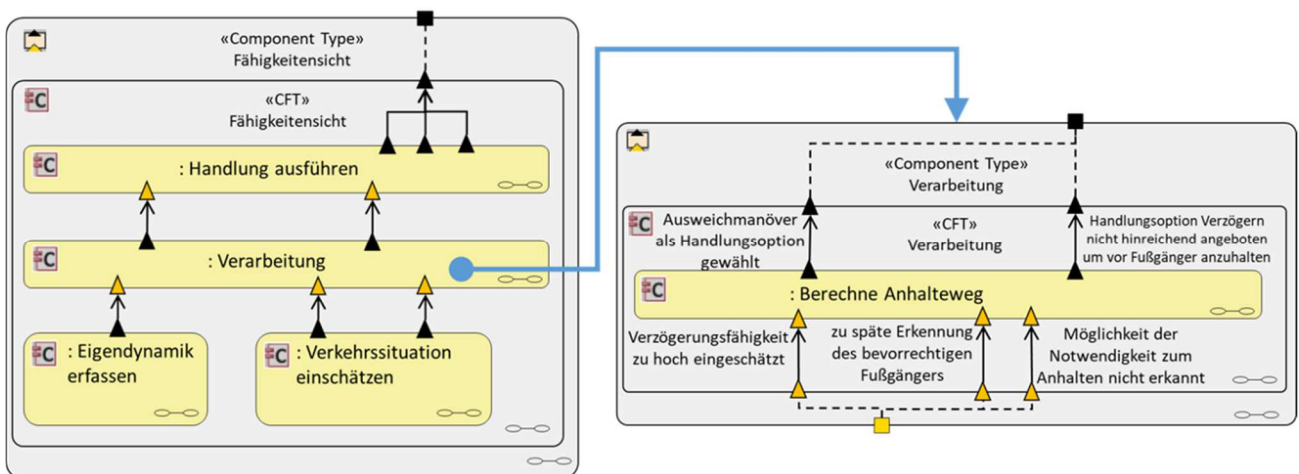 «Component Type»
Fähigkeitensicht
C
«CFT»
Fähigkeitensicht
C
: Handlung ausführen
C
: Verarbeitung
C
: Eigendynamik
erfassen
C
: Verkehrssituation
einschätzen
«Component Type»
Verarbeitung
C
Ausweichmanöver
als Handlungsoption
gewählt
«CFT»
Verarbeitung
Handlungsoption Verzögern
nicht hinreichend angeboten
um vor Fußgänger anzuhalten
C
: Berechne Anhalteweg
Verzögerungsfähigkeit
zu hoch eingeschätzt
zu späte Erkennung
des bevorrechtigen
Fußgängers
Möglichkeit der
Notwendigkeit zum
Anhalten nicht erkannt